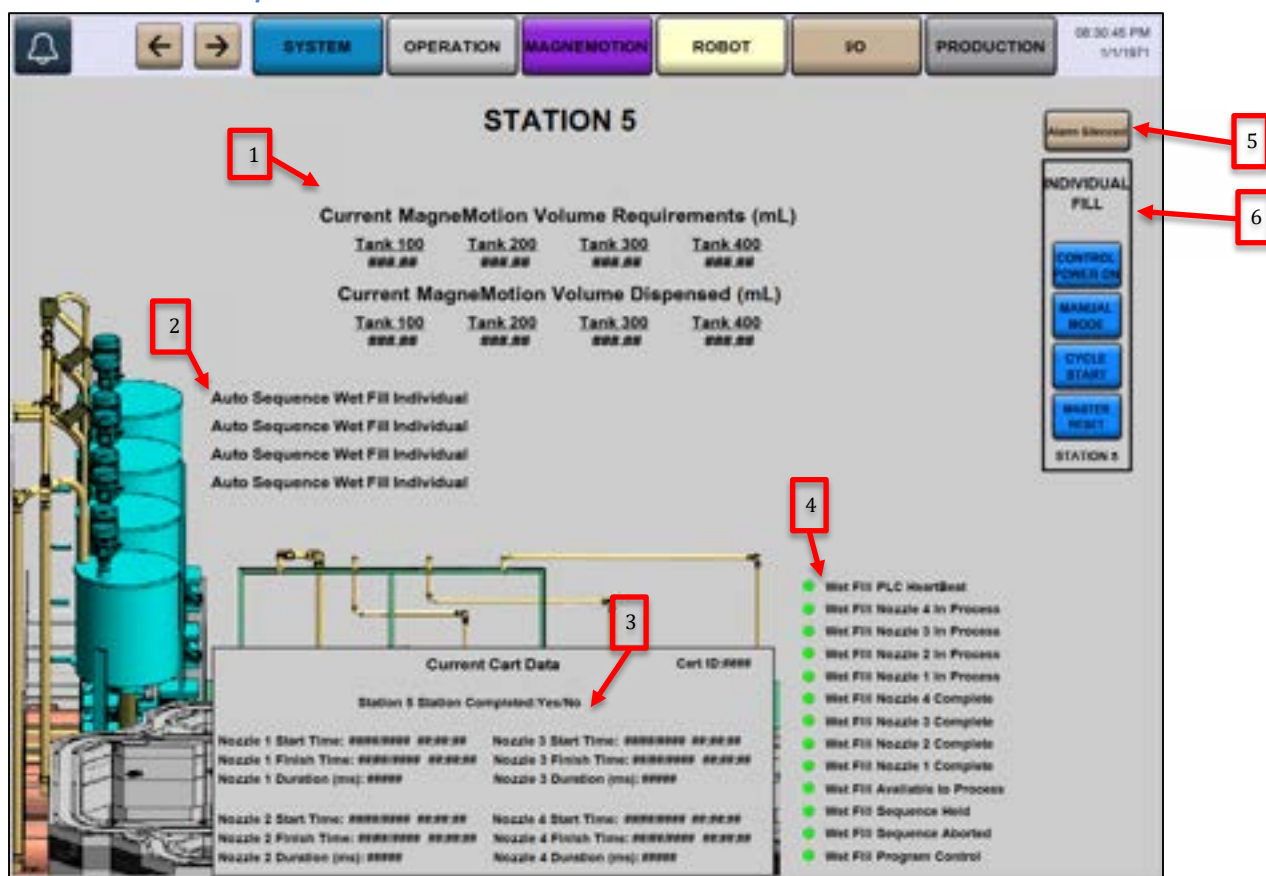 SYSTEM OPERATION MAGNEMOTION ROBOT I/O PRODUCTION 08:30:45 PM
1/1/1971
STATION 5
Alarm Silenced
5
1
INDIVIDUAL
FILL
6
Current MagneMotion Volume Requirements (mL)
Tank 100 Tank 200 Tank 300 Tank 400
###.## ###.## ###.## ###.##
CONTROL
POWER ON
Current MagneMotion Volume Dispensed (mL)
Tank 100 Tank 200 Tank 300 Tank 400
###.## ###.## ###.## ###.##
MANUAL
MODE
2
CYCLE
START
Auto Sequence Wet Fill Individual
Auto Sequence Wet Fill Individual
Auto Sequence Wet Fill Individual
Auto Sequence Wet Fill Individual
MASTER
RESET
STATION 5
4
Wet Fill PLC HeartBeat
Wet Fill Nozzle 4 In Process
Wet Fill Nozzle 3 In Process
Wet Fill Nozzle 2 In Process
Wet Fill Nozzle 1 In Process
Wet Fill Nozzle 4 Complete
Wet Fill Nozzle 3 Complete
Wet Fill Nozzle 2 Complete
Wet Fill Nozzle 1 Complete
Wet Fill Available to Process
Wet Fill Sequence Held
Wet Fill Sequence Aborted
Wet Fill Program Control
3
Current Cart Data Cart ID:####
Station 5 Station Completed:Yes/No
Nozzle 1 Start Time: ####/#### ##:##:## Nozzle 3 Start Time: ####/#### ##:##:##
Nozzle 1 Finish Time: ####/#### ##:##:## Nozzle 3 Finish Time: ####/#### ##:##:##
Nozzle 1 Duration (ms): ##### Nozzle 3 Duration (ms): #####
Nozzle 2 Start Time: ####/#### ##:##:## Nozzle 4 Start Time: ####/#### ##:##:##
Nozzle 2 Finish Time: ####/#### ##:##:## Nozzle 4 Finish Time: ####/#### ##:##:##
Nozzle 2 Duration (ms): ##### Nozzle 4 Duration (ms): #####